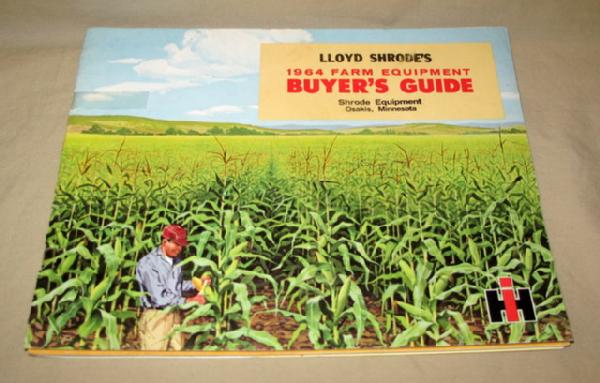 LLOYD SHRODE'S
1964 FARM EQUIPMENT
BUYER'S GUIDE
Shrode Equipment
Osakis, Minnesota
IH